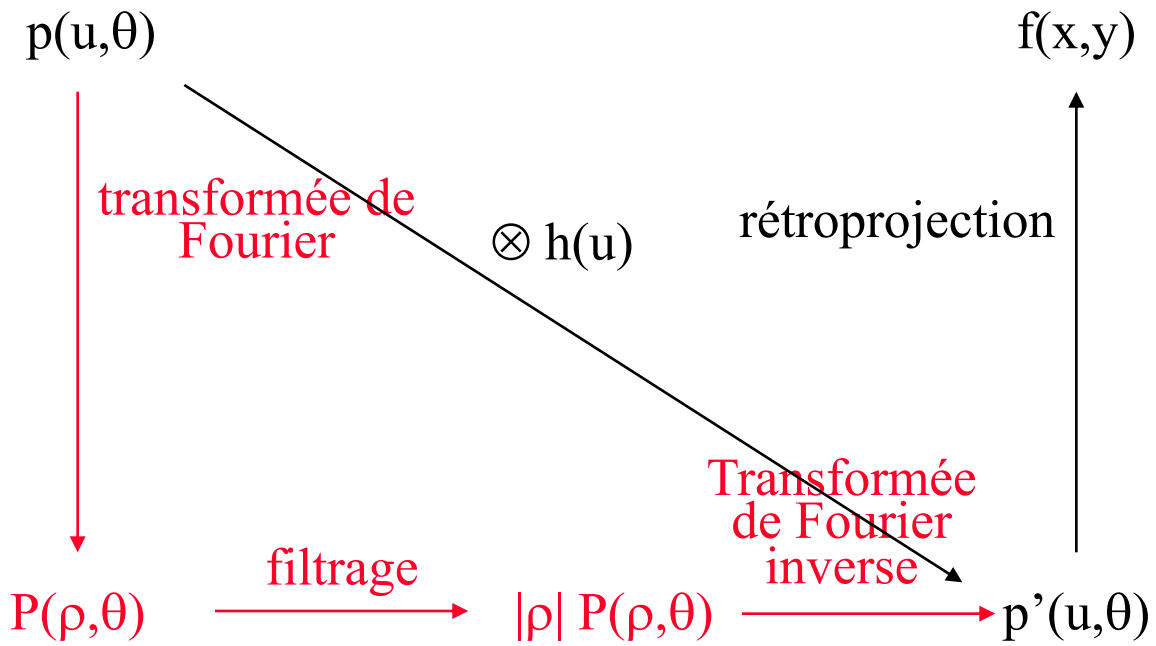 p(u,θ)
f(x,y)
transformée de
Fourier
⊗ h(u)
rétroprojection
Transformée
de Fourier
inverse
filtrage
P(ρ,θ)
|ρ| P(ρ,θ)
p’(u,θ)